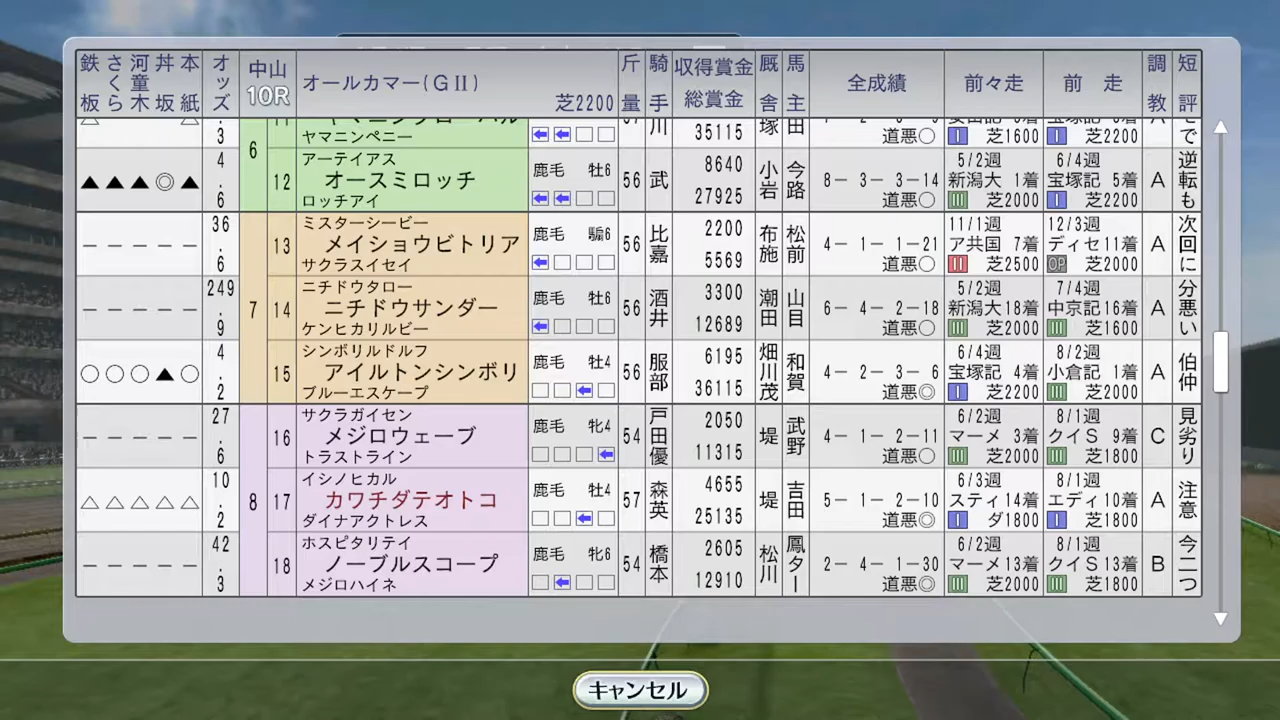 鉄板 さくら 河童木 丼坂 本紙 オッズ 中山 10R オールカマー(GⅡ) 芝2200 斤量 騎手 収得賞金 総賞金 厩舎 馬主 全成績 前々走 前走 調教 短評
△ △ .3 6 ヤマニンペニー 川 35115 塚 田 道悪○ Ⅰ 芝1600 Ⅰ 芝2200 で
▲ ▲ ▲ ◎ ▲ 4.6 12 アーテイアス 鹿毛 牡6 56 武 8640 小岩 今路 8- 3- 3-14 5/2週 6/4週 A 逆転も
オースミロッチ 新潟大 1着 宝塚記 5着
ロッチアイ 27925 道悪○ Ⅲ 芝2000 Ⅰ 芝2200
- - - - - 36.6 7 13 ミスターシービー 鹿毛 騸6 56 比嘉 2200 布施 松前 4- 1- 1-21 11/1週 12/3週 A 次回に
メイショウビトリア ア共国 7着 ディセ11着
サクラスイセイ 5569 道悪○ Ⅱ 芝2500 OP 芝2000
- - - - - 249.9 14 ニチドウタロー 鹿毛 牡6 56 酒井 3300 潮田 山目 6- 4- 2-18 5/2週 7/4週 A 分悪い
ニチドウサンダー 新潟大18着 中京記16着
ケンヒカリルビー 12689 道悪○ Ⅲ 芝2000 Ⅲ 芝1600
○ ○ ○ ▲ ○ 4.2 15 シンボリルドルフ 鹿毛 牡4 56 服部 6195 畑川茂 和賀 4- 2- 3- 6 6/4週 8/2週 A 伯仲
アイルトンシンボリ 宝塚記 4着 小倉記 1着
ブルーエスケープ 36115 道悪◎ Ⅰ 芝2200 Ⅲ 芝2000
- - - - - 27.6 8 16 サクラガイセン 鹿毛 牝4 54 戸田優 2050 堤 武野 4- 1- 2-11 6/2週 8/1週 C 見劣り
メジロウェーブ マーメ 3着 クイS 9着
トラストライン 11315 道悪○ Ⅲ 芝2000 Ⅲ 芝1800
△ △ △ △ △ 10.2 17 イシノヒカル 鹿毛 牡4 57 森英 4655 堤 吉田 5- 1- 2-10 6/3週 8/1週 A 注意
カワチダテオトコ スティ14着 エディ10着
ダイナアクトレス 25135 道悪◎ Ⅰ ダ1800 Ⅰ 芝1800
- - - - - 42.3 18 ホスピタリテイ 鹿毛 牝6 54 橋本 2605 松川 鳳ター 2- 4- 1-30 6/2週 8/1週 B 今二つ
ノーブルスコープ マーメ13着 クイS13着
メジロハイネ 12910 道悪◎ Ⅲ 芝2000 Ⅲ 芝1800
キャンセル